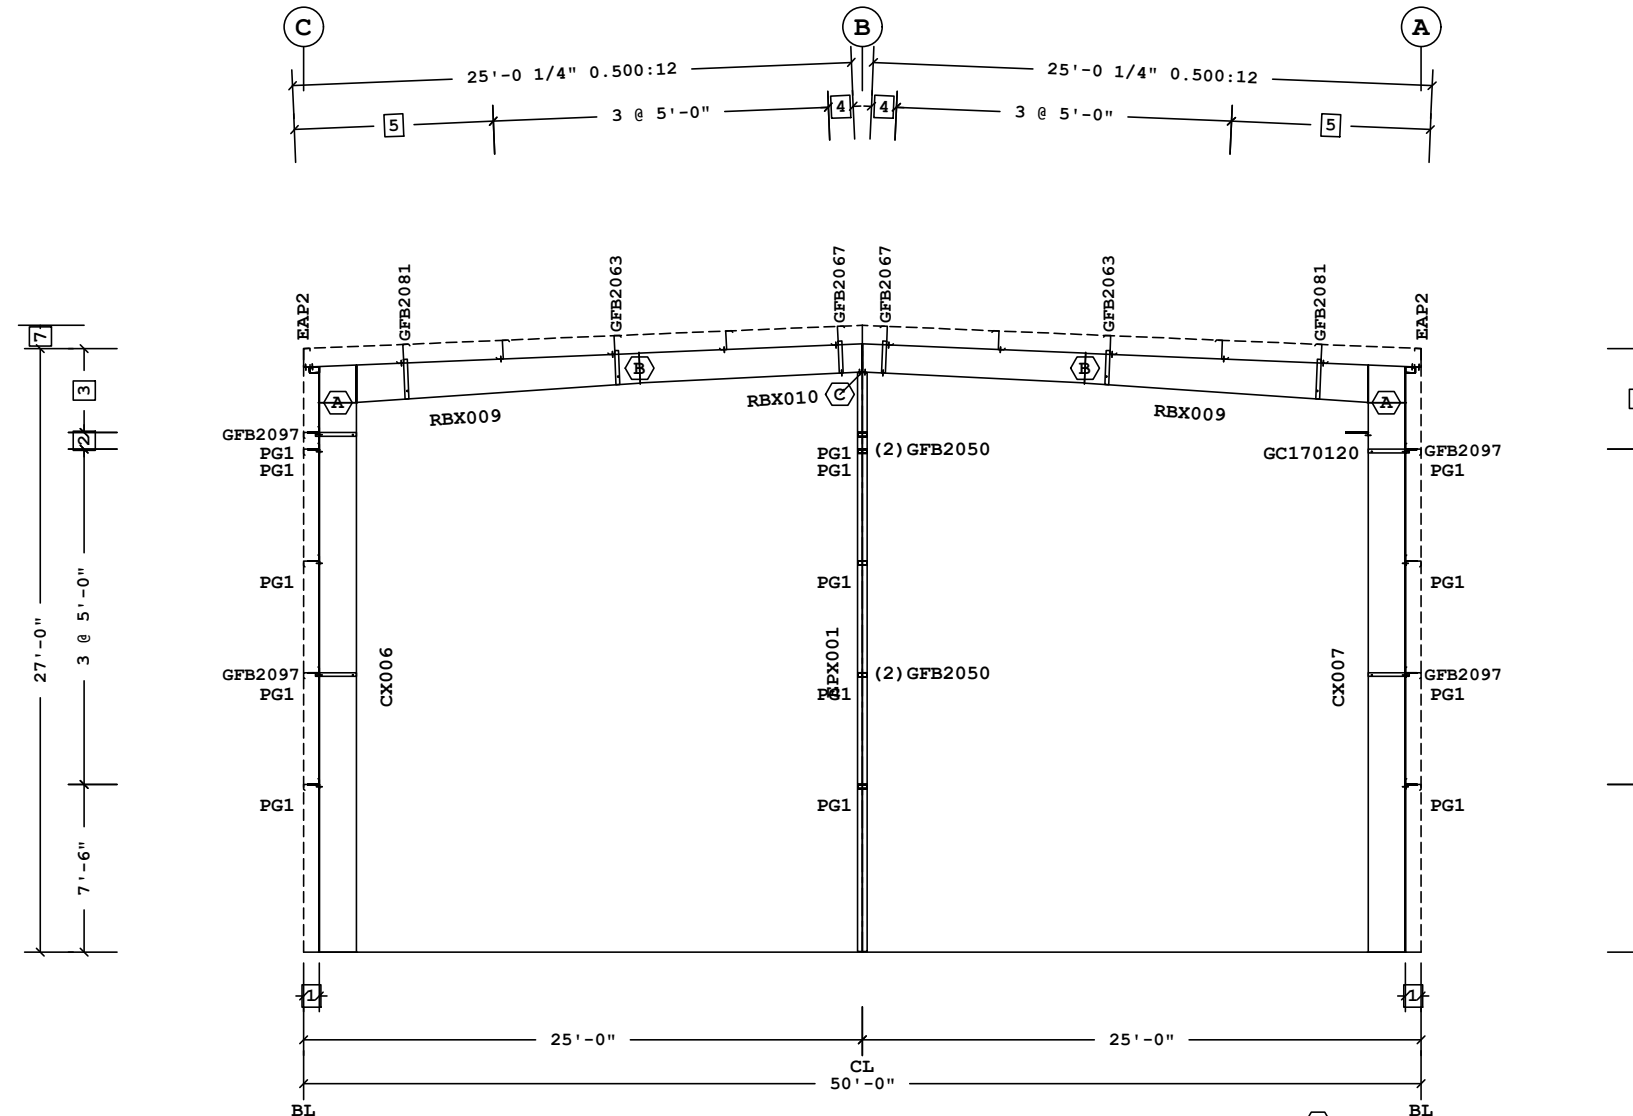 C
B
A
25'-0 1/4" 0.500:12
25'-0 1/4" 0.500:12
5
3 @ 5'-0"
4
4
3 @ 5'-0"
5
EAP2
GFB2081
GFB2063
GFB2067
GFB2067
GFB2063
GFB2081
EAP2
7
3
2
27'-0"
3 @ 5'-0"
7'-6"
A
B
C
B
A
RBX009
RBX010
RBX009
GFB2097
PG1
PG1
PG1
PG1
(2)GFB2050
GC170120
GFB2097
PG1
PG1
PG1
PG1
CX006
CX007
GFB2097
PG1
PG1
(2)GFB2050
GFB2097
PG1
PG1
PG1
PG1
1
1
25'-0"
25'-0"
CL
50'-0"
BL
BL